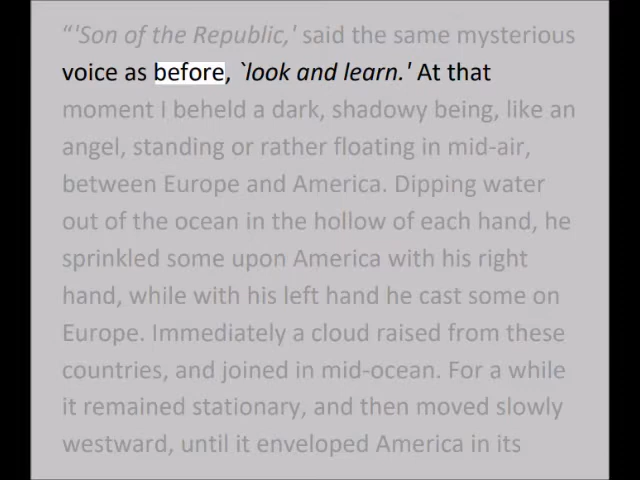 “'Son of the Republic,' said the same mysterious
voice as before, `look and learn.' At that
moment I beheld a dark, shadowy being, like an
angel, standing or rather floating in mid-air,
between Europe and America. Dipping water
out of the ocean in the hollow of each hand, he
sprinkled some upon America with his right
hand, while with his left hand he cast some on
Europe. Immediately a cloud raised from these
countries, and joined in mid-ocean. For a while
it remained stationary, and then moved slowly
westward, until it enveloped America in its